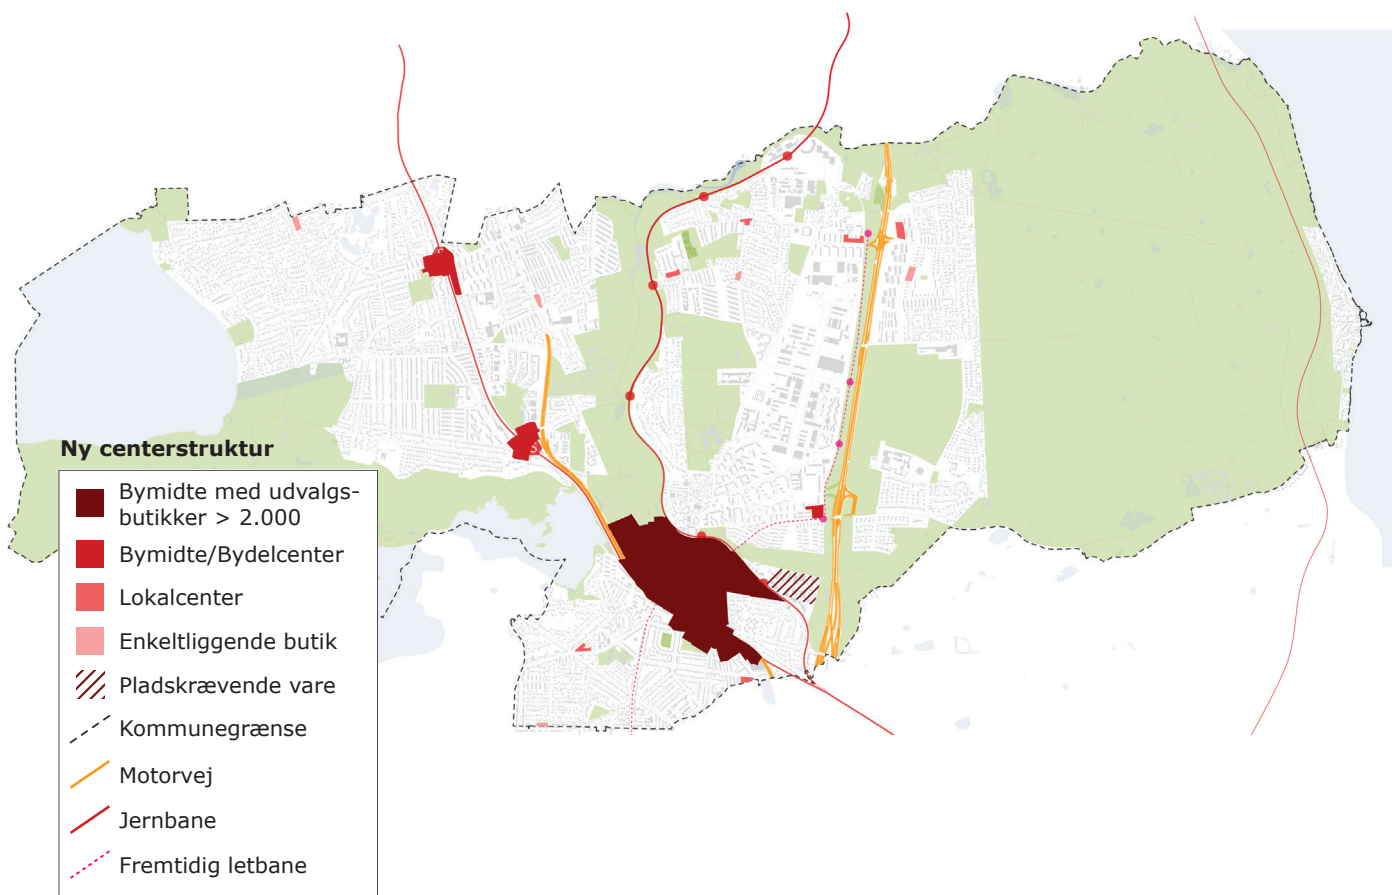 Ny centerstruktur
Bymidte med udvalgs-
butikker > 2.000
Bymidte/Bydelcenter
Lokalcenter
Enkeltliggende butik
Pladskrævende vare
Kommunegrænse
Motorvej
Jernbane
Fremtidig letbane